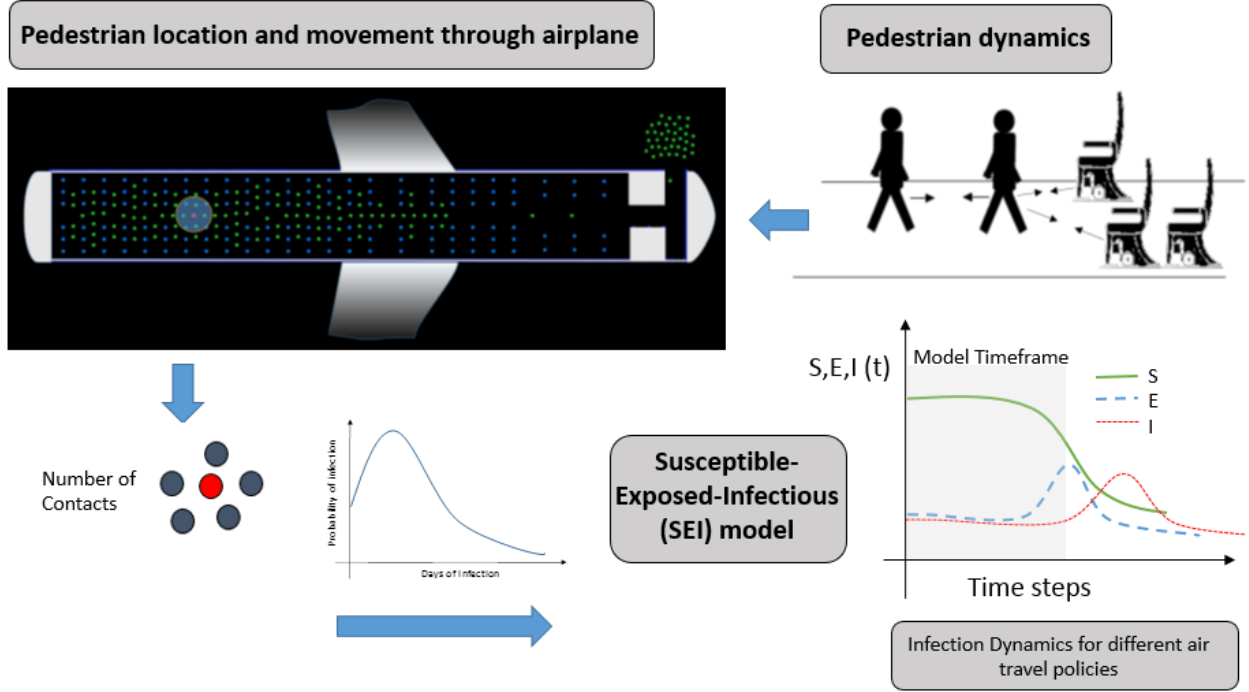 Pedestrian location and movement through airplane
Pedestrian dynamics
S,E,I (t)
Model Timeframe
S
E
I
Number of
Contacts
Probability of infection
Days of Infection
Susceptible-
Exposed-Infectious
(SEI) model
Time steps
Infection Dynamics for different air
travel policies